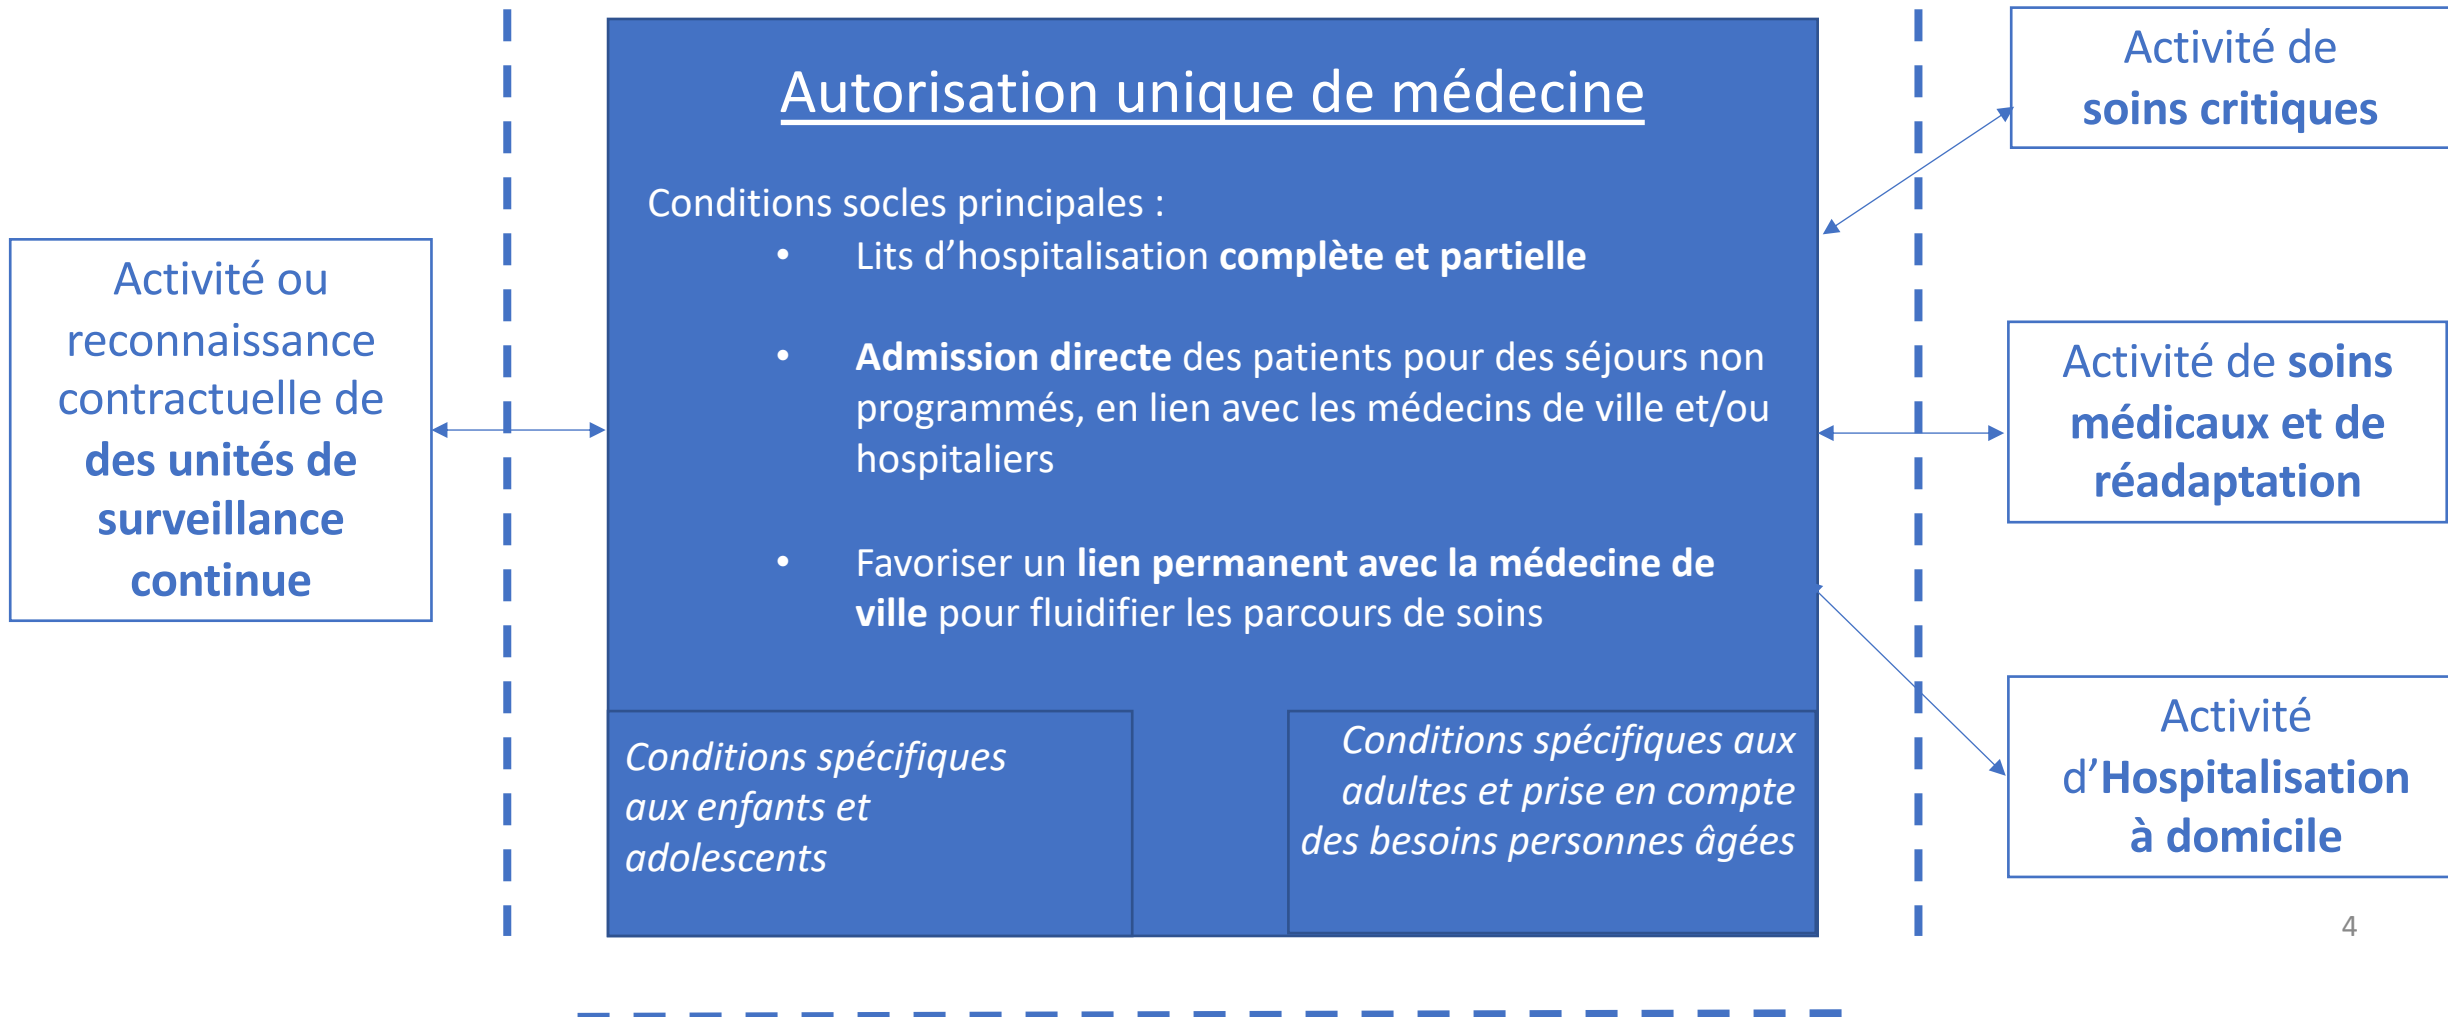 Activité ou
reconnaissance
contractuelle de
des unités de
surveillance
continue
Autorisation unique de médecine
Conditions socles principales :
• Lits d’hospitalisation complète et partielle
• Admission directe des patients pour des séjours non
programmés, en lien avec les médecins de ville et/ou
hospitaliers
• Favoriser un lien permanent avec la médecine de
ville pour fluidifier les parcours de soins
Conditions spécifiques
aux enfants et
adolescents
Conditions spécifiques aux
adultes et prise en compte
des besoins personnes âgées
Activité de
soins critiques
Activité de soins
médicaux et de
réadaptation
Activité
d’Hospitalisation
à domicile
4